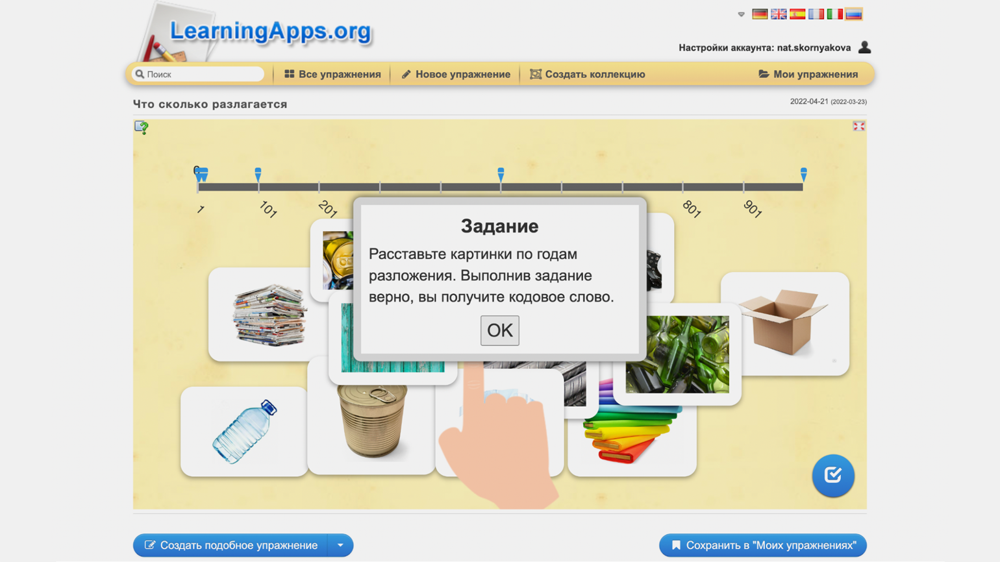 LearningApps.org
Настройки аккаунта: nat.skornyakova
Поиск
Все упражнения
Новое упражнение
Создать коллекцию
Мои упражнения
Что сколько разлагается
2022-04-21 (2022-03-23)
1
101
201
801
901
Задание
Расставьте картинки по годам
разложения. Выполнив задание
верно, вы получите кодовое слово.
OK
Создать подобное упражнение
Сохранить в "Моих упражнениях"